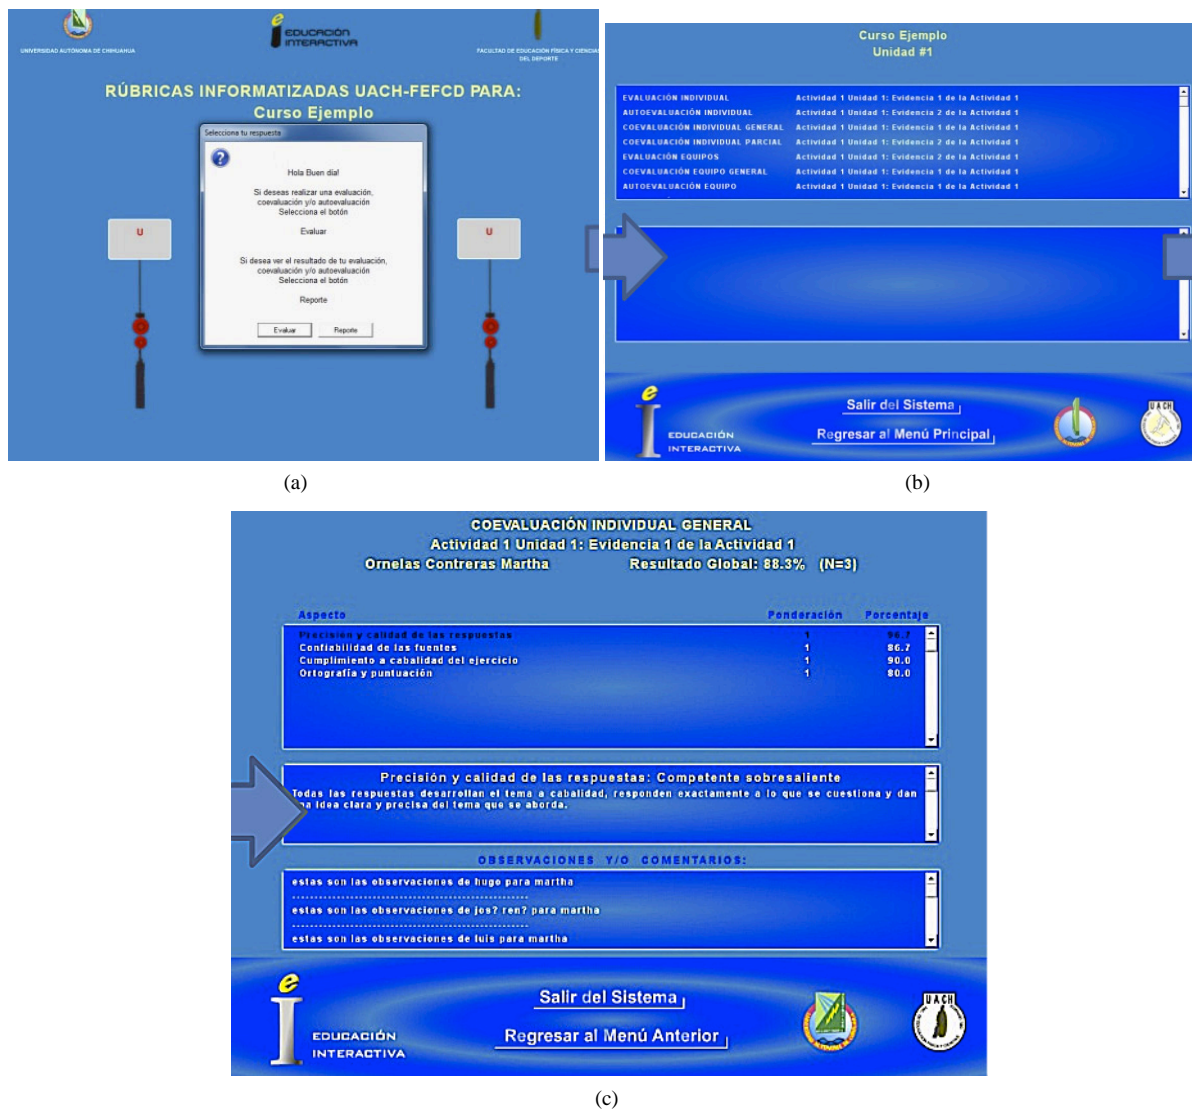 UNIVERSIDAD AUTÓNOMA DE CHIHUAHUA
e
i EDUCACIÓN
INTERACTIVA
FACULTAD DE EDUCACIÓN FÍSICA Y CIENCIAS
DEL DEPORTE
RÚBRICAS INFORMATIZADAS UACH-FEFCD PARA:
Curso Ejemplo
Selecciona tu respuesta
?
Hola Buen día!
Si deseas realizar una evaluación,
coevaluación y/o autoevaluación
Selecciona el botón
Evaluar
Si desea ver el resultado de tu evaluación,
coevaluación y/o autoevaluación
Selecciona el botón
Reporte
Evaluar Reporte
U
U
(a)
Curso Ejemplo
Unidad #1
EVALUACIÓN INDIVIDUAL Actividad 1 Unidad 1: Evidencia 1 de la Actividad 1
AUTOEVALUACIÓN INDIVIDUAL Actividad 1 Unidad 1: Evidencia 2 de la Actividad 1
COEVALUACIÓN INDIVIDUAL GENERAL Actividad 1 Unidad 1: Evidencia 1 de la Actividad 1
COEVALUACIÓN INDIVIDUAL PARCIAL Actividad 1 Unidad 1: Evidencia 2 de la Actividad 1
EVALUACIÓN EQUIPOS Actividad 1 Unidad 1: Evidencia 2 de la Actividad 1
COEVALUACIÓN EQUIPO GENERAL Actividad 1 Unidad 1: Evidencia 1 de la Actividad 1
AUTOEVALUACIÓN EQUIPO Actividad 1 Unidad 1: Evidencia 1 de la Actividad 1
Salir del Sistema
Regresar al Menú Principal
e
i EDUCACIÓN
INTERACTIVA
UACH
(b)
COEVALUACIÓN INDIVIDUAL GENERAL
Actividad 1 Unidad 1: Evidencia 1 de la Actividad 1
Ornelas Contreras Martha Resultado Global: 88.3% (N=3)
Aspecto Ponderación Porcentaje
Precisión y calidad de las respuestas 1 96.7
Confiabilidad de las fuentes 1 86.7
Cumplimiento a cabalidad del ejercicio 1 90.0
Ortografía y puntuación 1 80.0
Precisión y calidad de las respuestas: Competente sobresaliente
Todas las respuestas desarrollan el tema a cabalidad, responden exactamente a lo que se cuestiona y dan
una idea clara y precisa del tema que se aborda.
OBSERVACIONES Y/O COMENTARIOS:
estas son las observaciones de hugo para martha
estas son las observaciones de jos? ren? para martha
estas son las observaciones de luis para martha
Salir del Sistema
Regresar al Menú Anterior
e
i EDUCACIÓN
INTERACTIVA
UACH
(c)